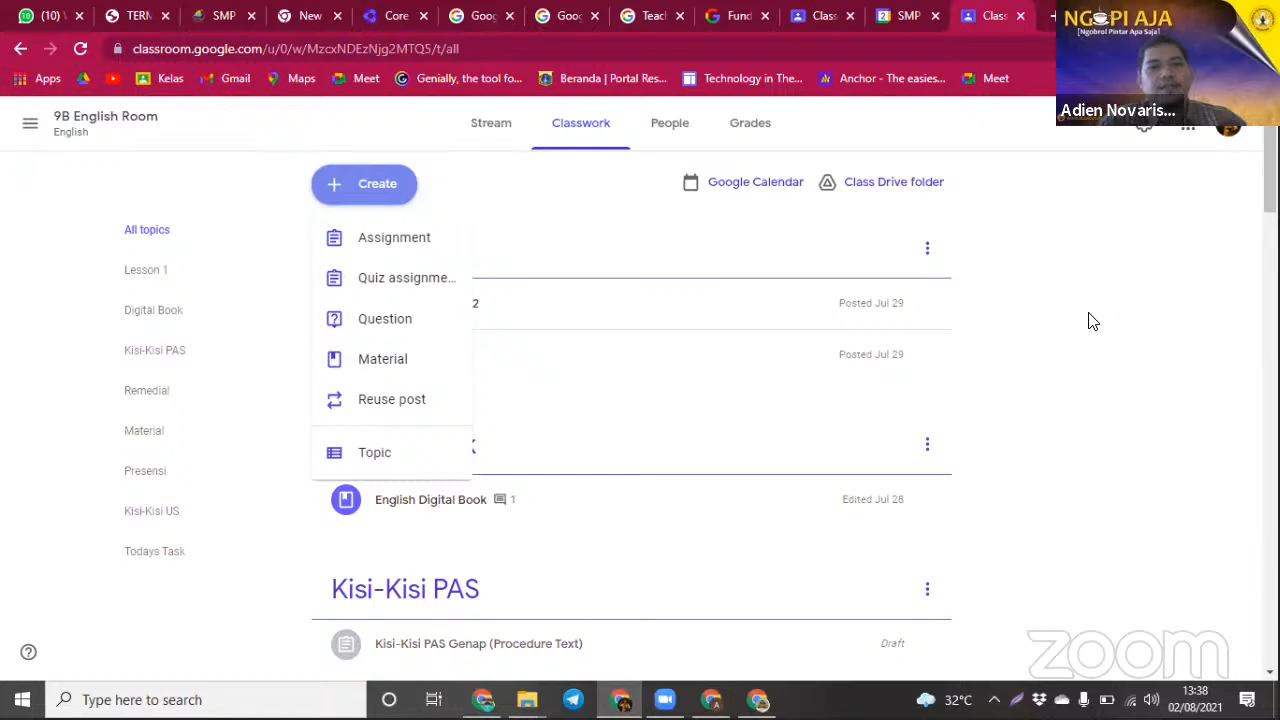 TERN
SMP
Kisi-Kisi
New
Goo
Goo
Teac
Fund
Class
SMP
Class
NGOPI AJA
[Ngobrol Pintar Apa Saja]
classroom.google.com/u/0/w/MzcxNDEzNjg2MTQ5/t/all
Apps
Kelas
Gmail
Maps
Meet
Genially, the tool fo...
Beranda | Portal Res...
Technology in The...
Anchor - The easies...
Meet
Adien Novaris...
9B English Room
English
Stream
Classwork
People
Grades
Create
Google Calendar
Class Drive folder
All topics
Lesson 1
Digital Book
Kisi-Kisi PAS
Remedial
Material
Presensi
Kisi-Kisi US
Todays Task
Assignment
Quiz assignme...
Question
Material
Reuse post
Topic
2
Posted Jul 29
Posted Jul 29
English Digital Book 1
Edited Jul 28
Kisi-Kisi PAS
Kisi-Kisi PAS Genap (Procedure Text)
Draft
zoom
Type here to search
32°C
13:38
02/08/2021